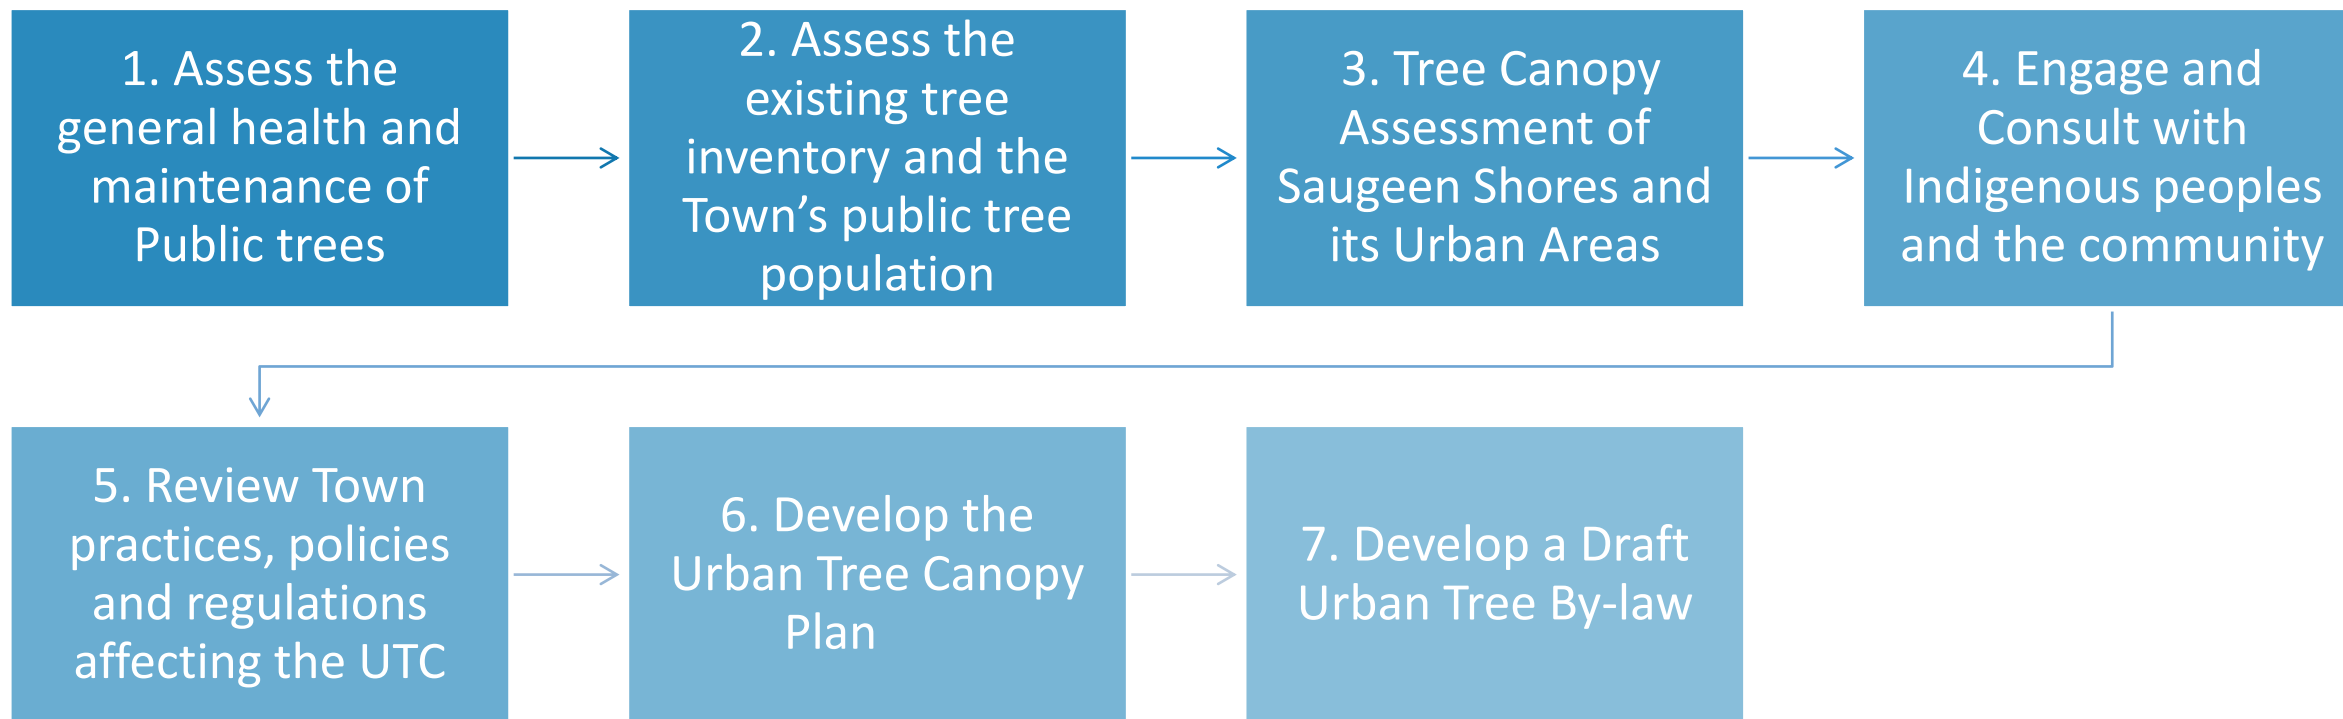 1. Assess the
general health and
maintenance of
Public trees
2. Assess the
existing tree
inventory and the
Town’s public tree
population
3. Tree Canopy
Assessment of
Saugeen Shores and
its Urban Areas
4. Engage and
Consult with
Indigenous peoples
and the community
5. Review Town
practices, policies
and regulations
affecting the UTC
6. Develop the
Urban Tree Canopy
Plan
7. Develop a Draft
Urban Tree By-law